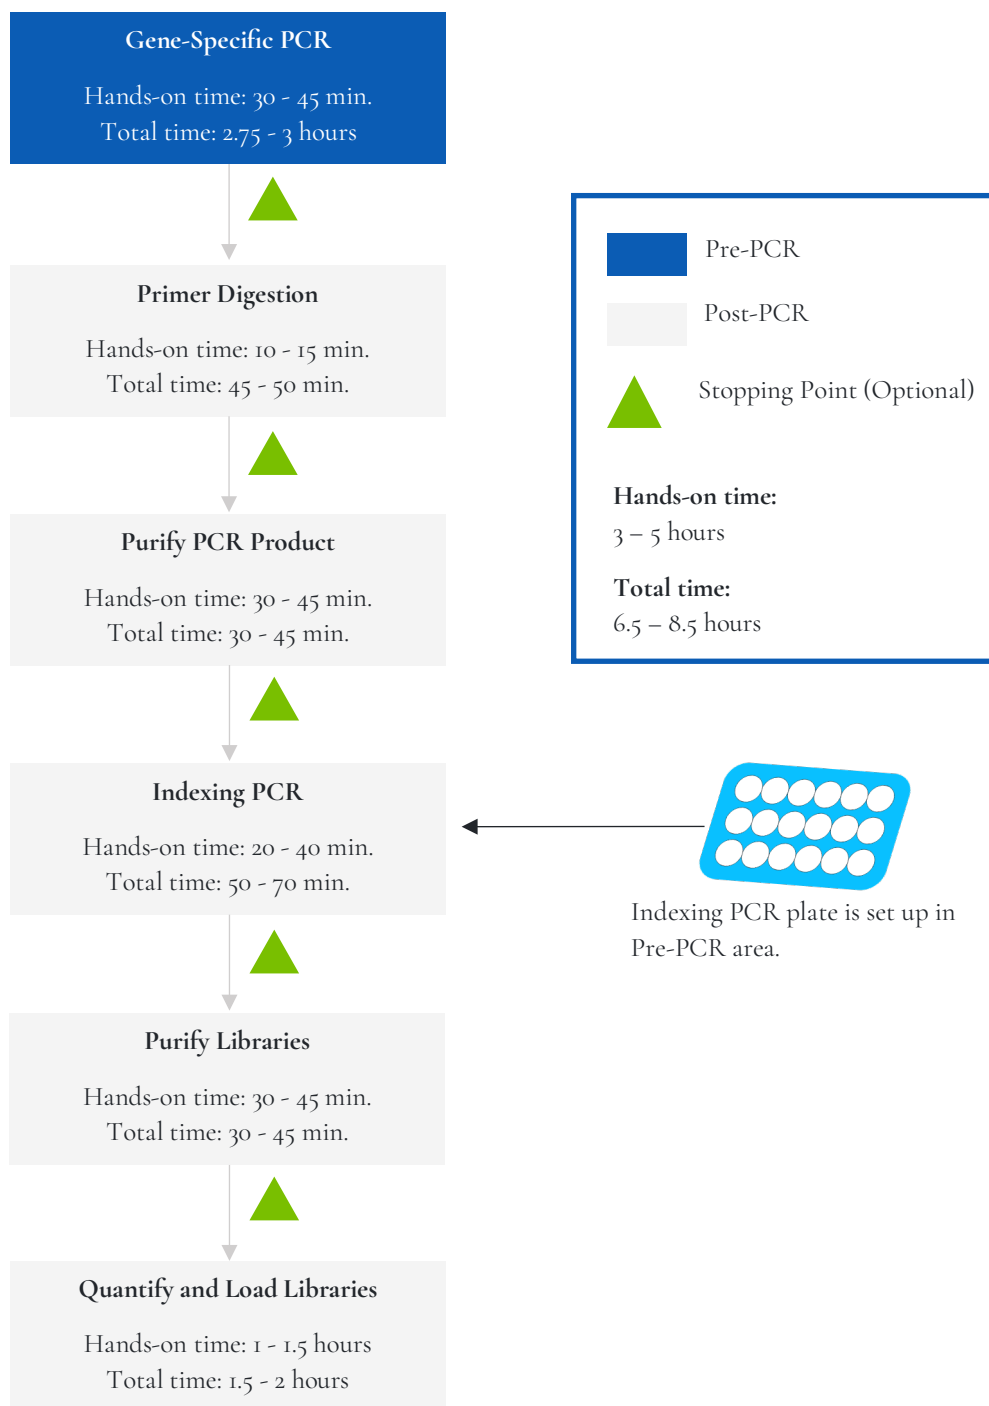 Gene-Specific PCR
Hands-on time: 30 - 45 min.
Total time: 2.75 - 3 hours
Primer Digestion
Hands-on time: 10 - 15 min.
Total time: 45 - 50 min.
Purify PCR Product
Hands-on time: 30 - 45 min.
Total time: 30 - 45 min.
Indexing PCR
Hands-on time: 20 - 40 min.
Total time: 50 - 70 min.
Purify Libraries
Hands-on time: 30 - 45 min.
Total time: 30 - 45 min.
Quantify and Load Libraries
Hands-on time: 1 - 1.5 hours
Total time: 1.5 - 2 hours
Pre-PCR
Post-PCR
Stopping Point (Optional)
Hands-on time:
3 – 5 hours
Total time:
6.5 – 8.5 hours
Indexing PCR plate is set up in
Pre-PCR area.